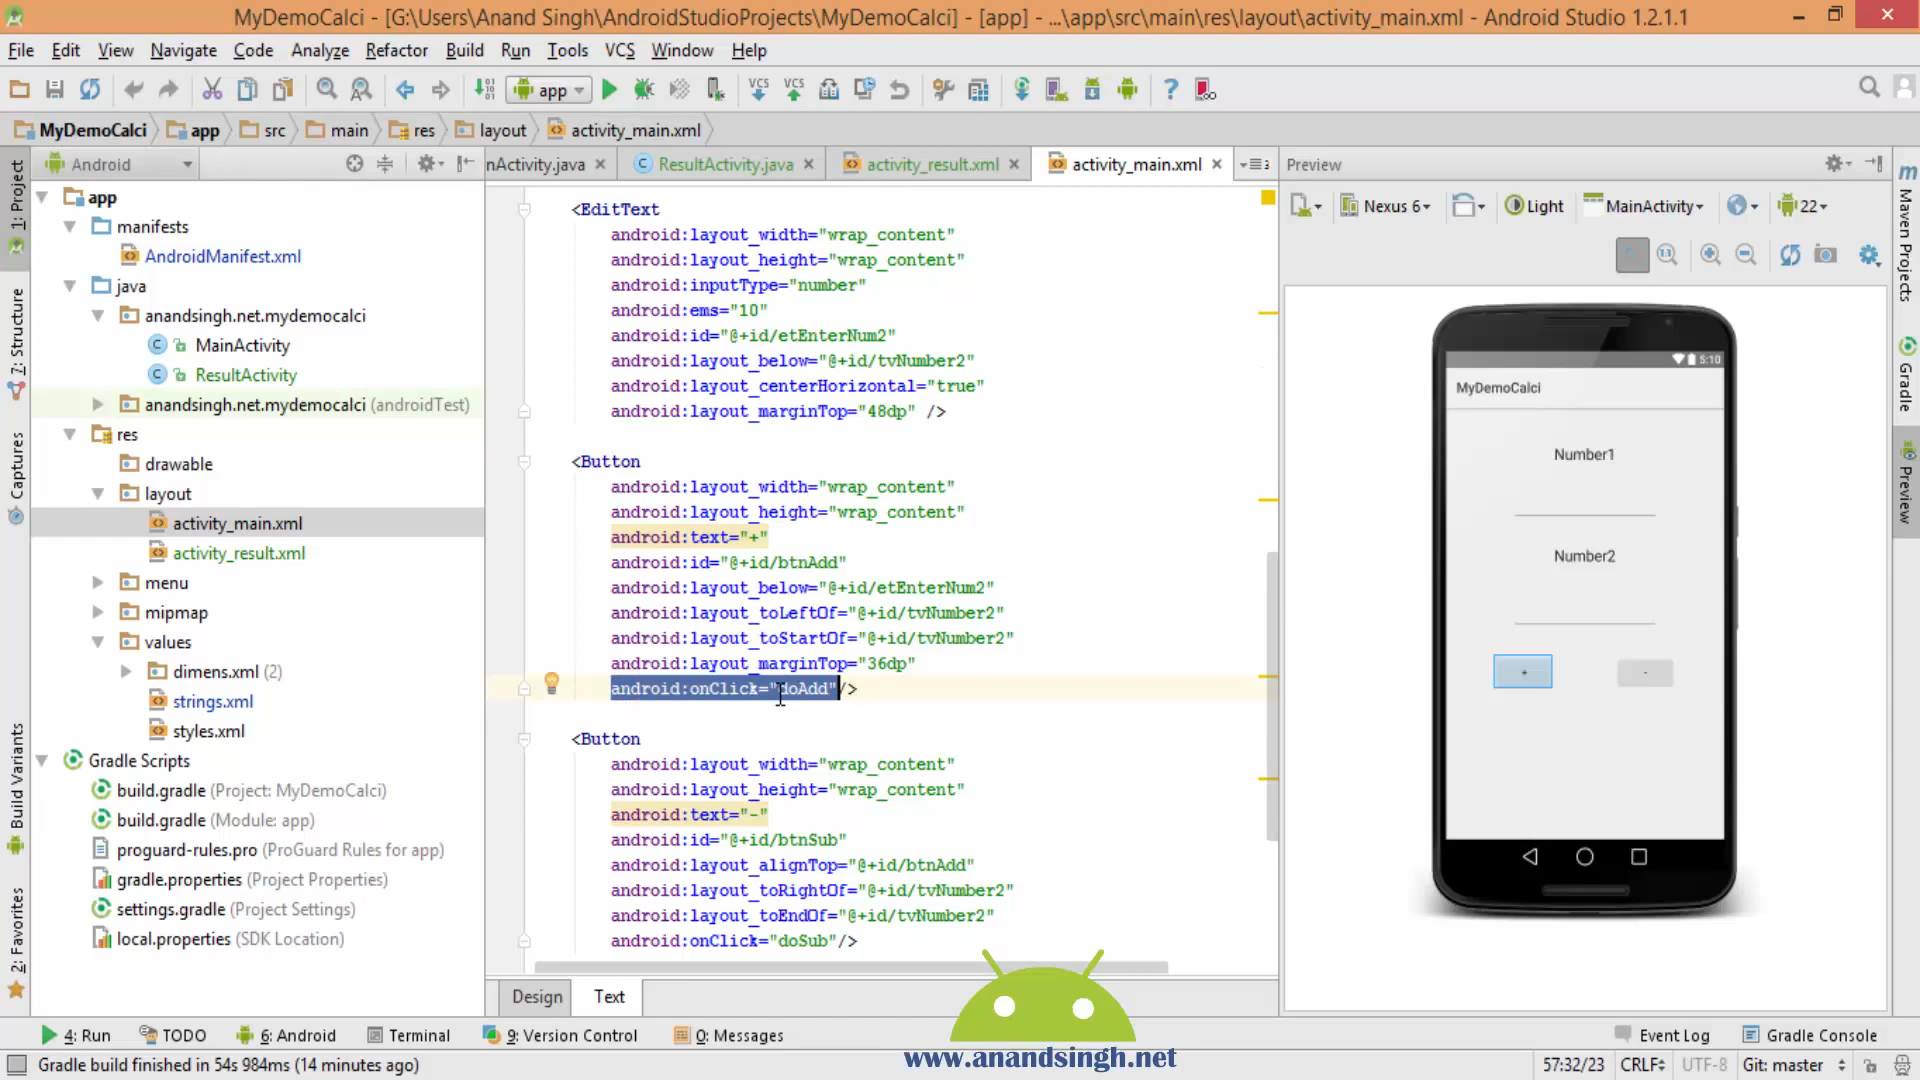 MyDemoCalci - [G:\Users\Anand Singh\AndroidStudioProjects\MyDemoCalci] - [app] - ...\app\src\main\res\layout\activity_main.xml - Android Studio 1.2.1.1
File Edit View Navigate Code Analyze Refactor Build Run Tools VCS Window Help
app
VCS VCS
MyDemoCalci app src main res layout activity_main.xml
Android
nActivity.java ResultActivity.java activity_result.xml activity_main.xml
Preview
1: Project
7: Structure
Captures
Build Variants
2: Favorites
app
manifests
AndroidManifest.xml
java
anandsingh.net.mydemocalci
MainActivity
ResultActivity
anandsingh.net.mydemocalci (androidTest)
res
drawable
layout
activity_main.xml
activity_result.xml
menu
mipmap
values
dimens.xml (2)
strings.xml
styles.xml
Gradle Scripts
build.gradle (Project: MyDemoCalci)
build.gradle (Module: app)
proguard-rules.pro (ProGuard Rules for app)
gradle.properties (Project Properties)
settings.gradle (Project Settings)
local.properties (SDK Location)
<EditText
android:layout_width="wrap_content"
android:layout_height="wrap_content"
android:inputType="number"
android:ems="10"
android:id="@+id/etEnterNum2"
android:layout_below="@+id/tvNumber2"
android:layout_centerHorizontal="true"
android:layout_marginTop="48dp" />
<Button
android:layout_width="wrap_content"
android:layout_height="wrap_content"
android:text="+"
android:id="@+id/btnAdd"
android:layout_below="@+id/etEnterNum2"
android:layout_toLeftOf="@+id/tvNumber2"
android:layout_toStartOf="@+id/tvNumber2"
android:layout_marginTop="36dp"
android:onClick="doAdd"/>
<Button
android:layout_width="wrap_content"
android:layout_height="wrap_content"
android:text="-"
android:id="@+id/btnSub"
android:layout_alignTop="@+id/btnAdd"
android:layout_toRightOf="@+id/tvNumber2"
android:layout_toEndOf="@+id/tvNumber2"
android:onClick="doSub"/>
Design Text
Nexus 6 Light MainActivity 22
5:10
MyDemoCalci
Number1
Number2
+ -
Maven Projects
Gradle
Preview
4: Run TODO 6: Android Terminal 9: Version Control 0: Messages Event Log Gradle Console
www.anandsingh.net
Gradle build finished in 54s 984ms (14 minutes ago) 57:32/23 CRLF UTF-8 Git: master